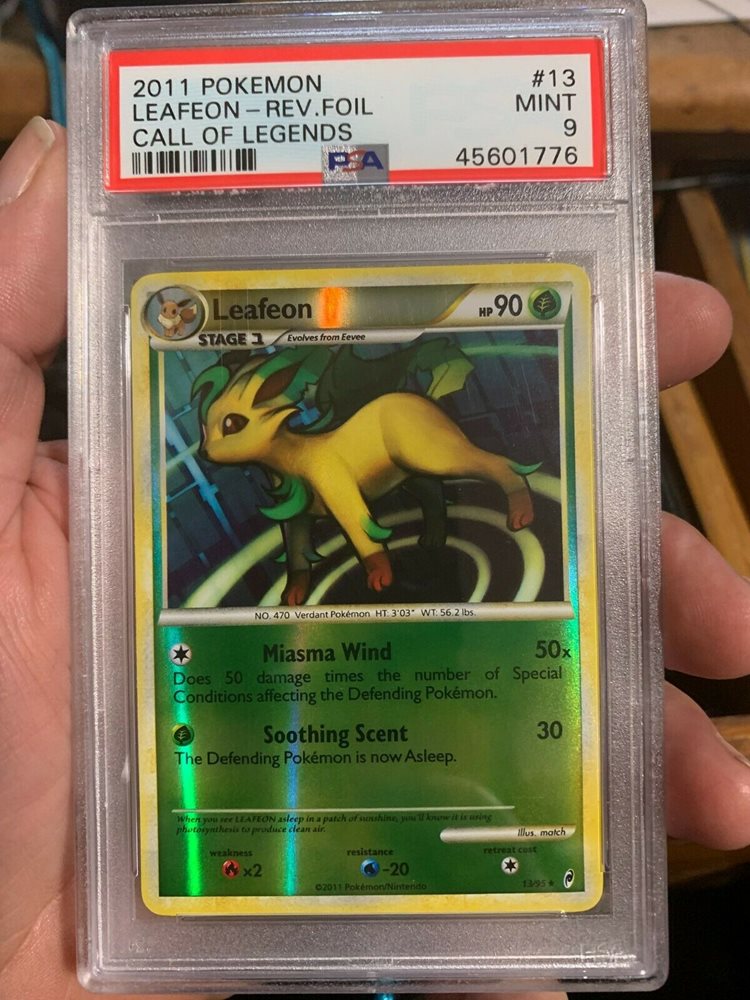 2011 POKEMON #13
LEAFEON – REV.FOIL MINT
CALL OF LEGENDS 9
PSA 45601776
Leafeon HP 90
STAGE 1 Evolves from Eevee
NO. 470 Verdant Pokémon HT: 3'03" WT: 56.2 lbs.
Miasma Wind 50x
Does 50 damage times the number of Special
Conditions affecting the Defending Pokémon.
Soothing Scent 30
The Defending Pokémon is now Asleep.
When you see LEAFEON asleep in a patch of sunshine, you'll know it is using
photosynthesis to produce clean air.
Illus. match
weakness resistance retreat cost
x2 -20
©2011 Pokémon/Nintendo 13/95 ★